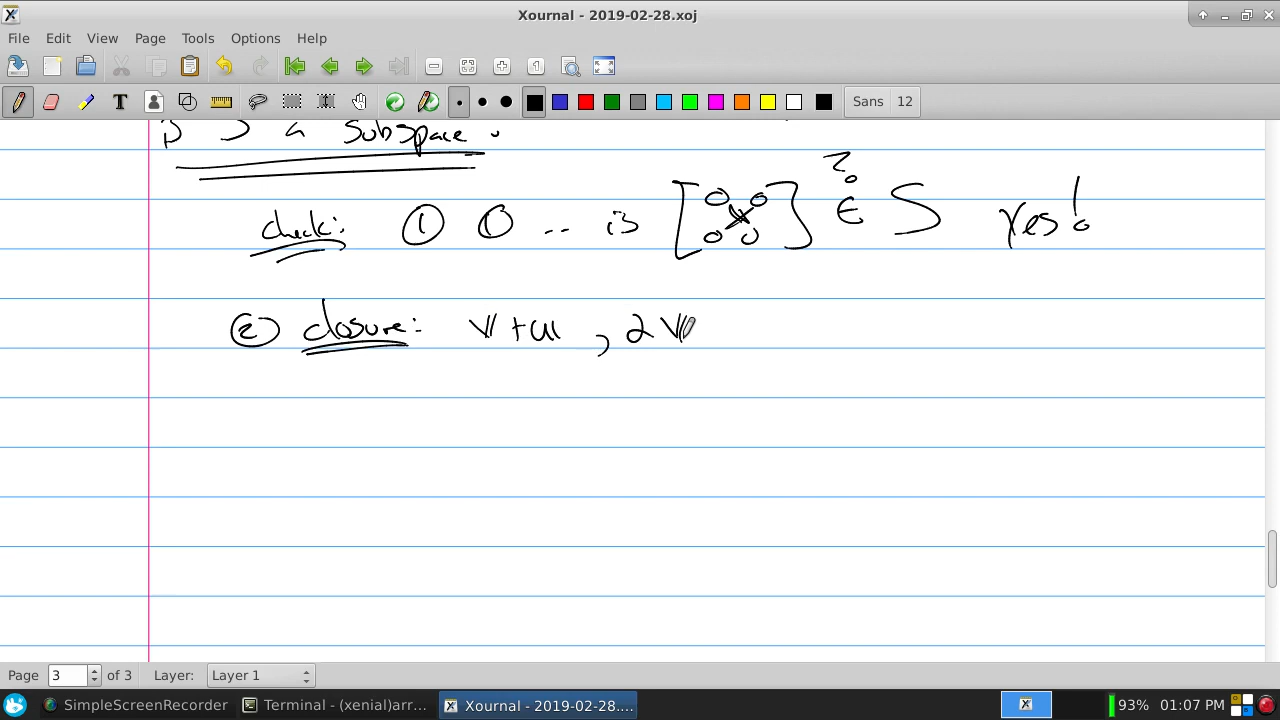 Xournal - 2019-02-28.xoj
File Edit View Page Tools Options Help
Sans 12
is S a subspace.
check: ① 0 .. is [0 0 0 0] ? ∈ S Yes!
② closure: v + u , αv
Page 3 of 3 Layer: Layer 1
SimpleScreenRecorder Terminal - (xenial)arr... Xournal - 2019-02-28.... 93% 01:07 PM